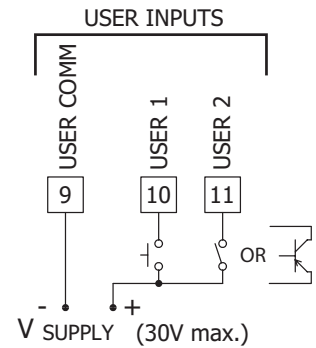 USER INPUTS
USER COMM
USER 1
USER 2
9
10
11
OR
- +
V SUPPLY (30V max.)